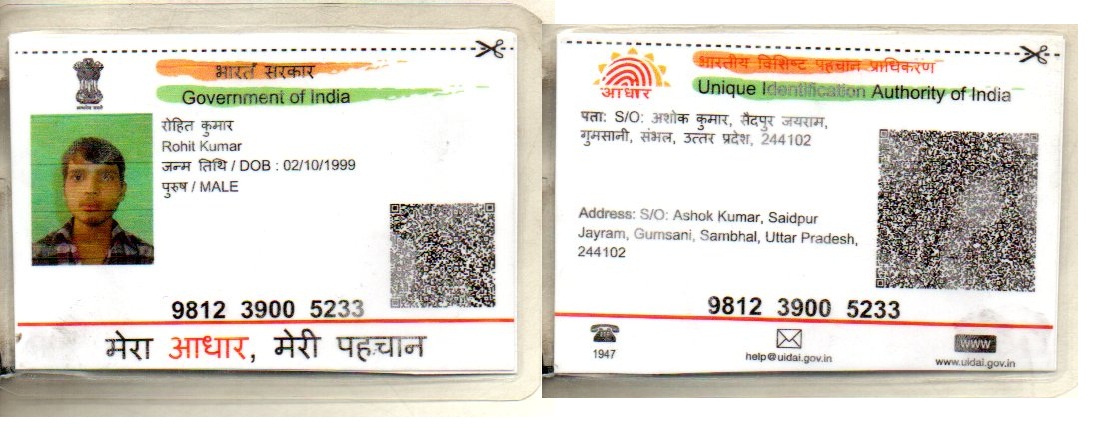 भारत सरकार
Government of India
रोहित कुमार
Rohit Kumar
जन्म तिथि / DOB : 02/10/1999
पुरुष / MALE
9812 3900 5233
मेरा आधार, मेरी पहचान
भारतीय विशिष्ट पहचान प्राधिकरण
Unique Identification Authority of India
आधार
पता: S/O: अशोक कुमार, सैदपुर जयराम,
गुमसानी, संभल, उत्तर प्रदेश, 244102
Address: S/O: Ashok Kumar, Saidpur
Jayram, Gumsani, Sambhal, Uttar Pradesh,
244102
9812 3900 5233
1947
help@uidai.gov.in
www
www.uidai.gov.in